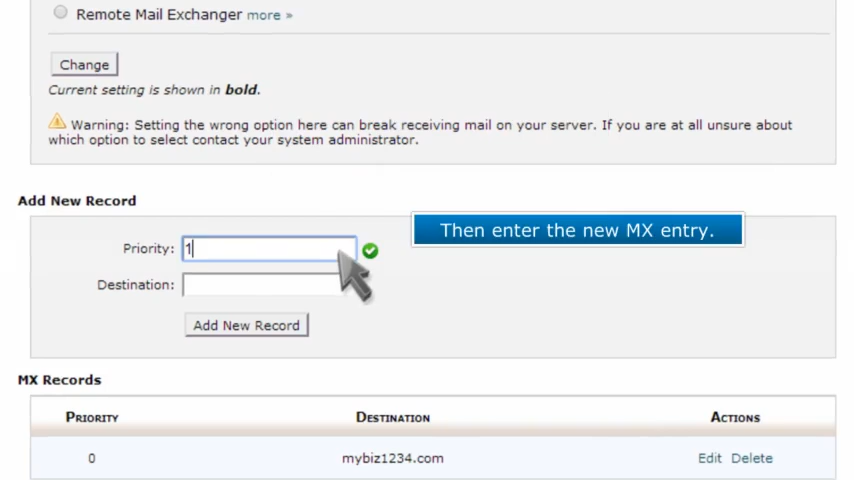 Remote Mail Exchanger more »
Change
Current setting is shown in bold.
Warning: Setting the wrong option here can break receiving mail on your server. If you are at all unsure about
which option to select contact your system administrator.
Add New Record
Then enter the new MX entry.
Priority: 1
Destination:
Add New Record
MX Records
PRIORITY DESTINATION ACTIONS
0 mybiz1234.com Edit Delete